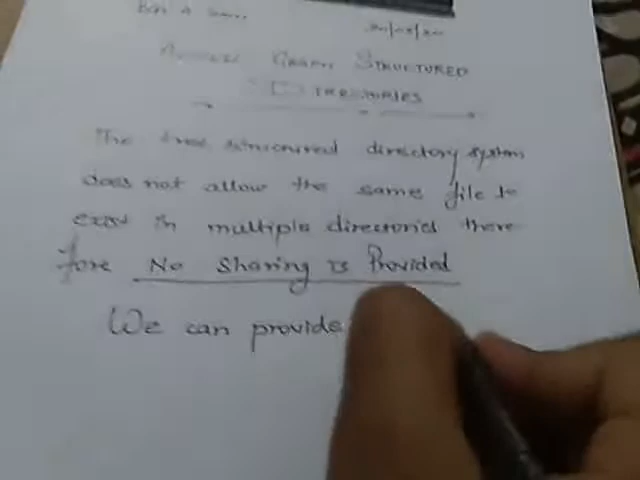 Graph Structured
Directories
The tree structured directory system
does not allow the same file to
exist in multiple directories there
fore No Sharing is Provided
We can provide